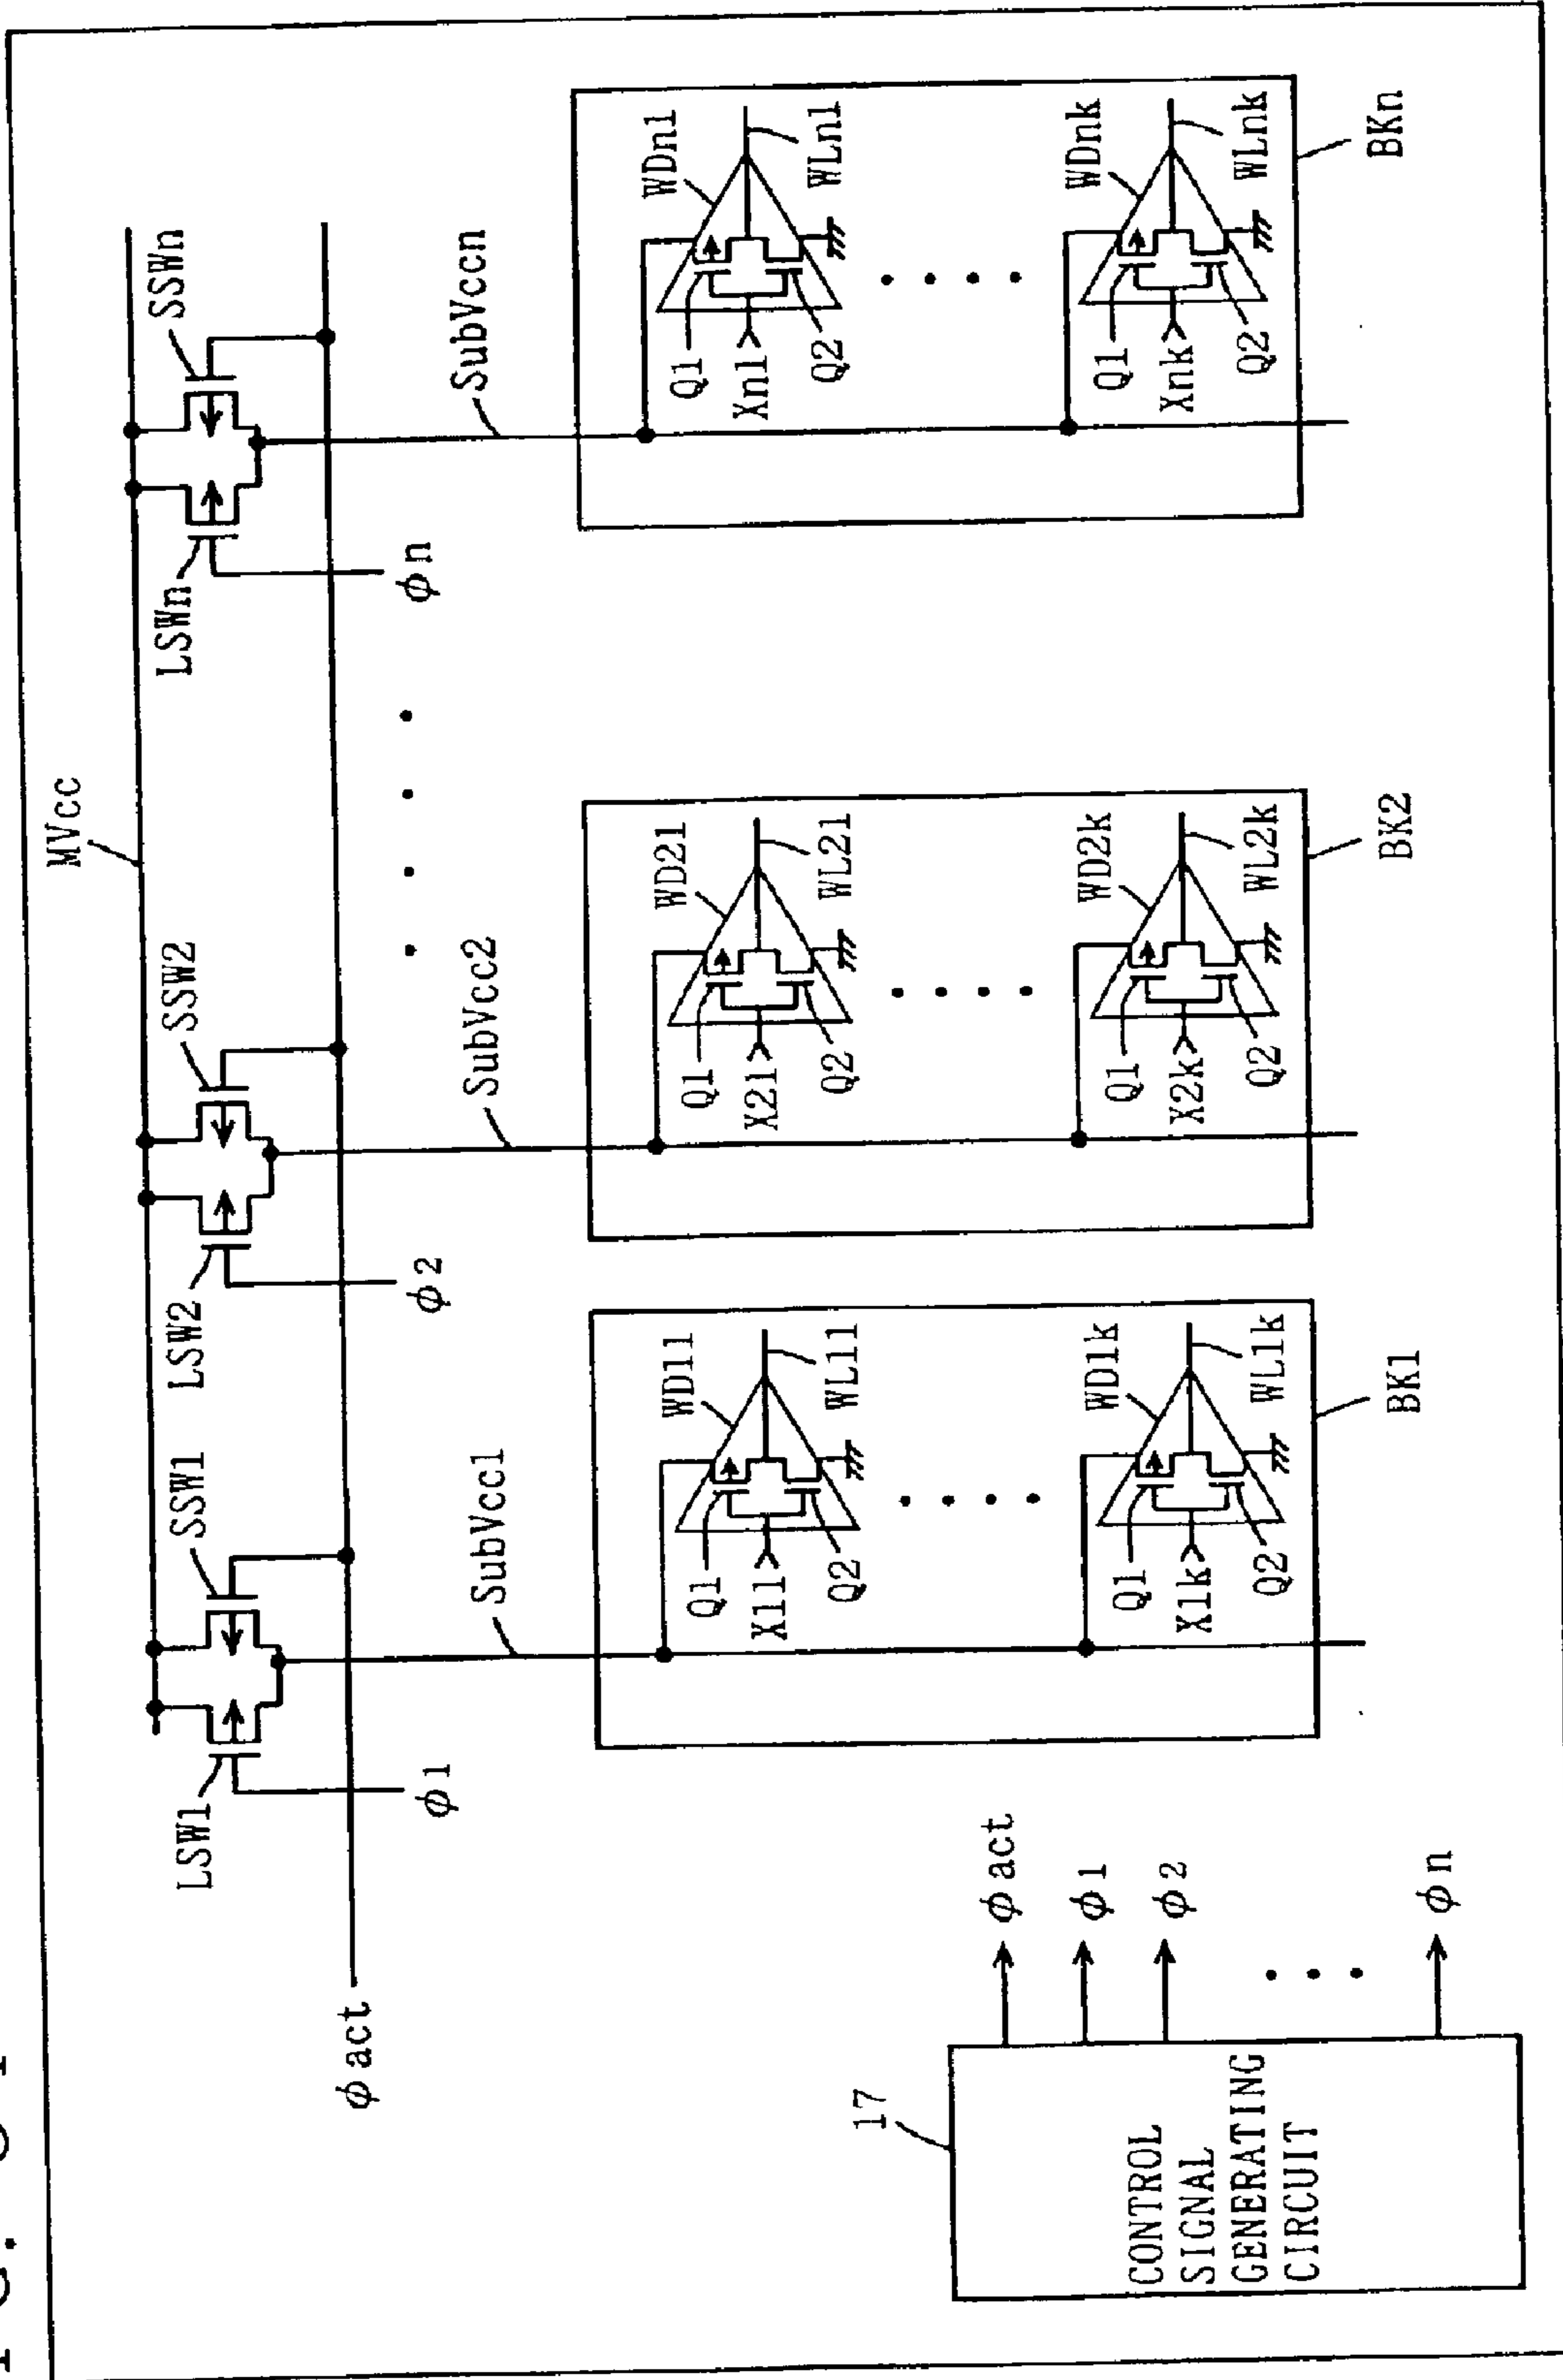 MVcc
LSW1
SSW1
LSW2
SSW2
LSWn
SSWn
φact
φ1
φ2
φn
SubVcc1
SubVcc2
SubVccn
WD11
Q1
X11
Q2
WL11
WD1k
Q1
X1k
Q2
WL1k
BK1
WD21
Q1
X21
Q2
WL21
WD2k
Q1
X2k
Q2
WL2k
BK2
WDn1
Q1
Xn1
Q2
WLn1
WDnk
Q1
Xnk
Q2
WLnk
BKn
17
CONTROL
SIGNAL
GENERATING
CIRCUIT
φact
φ1
φ2
φn